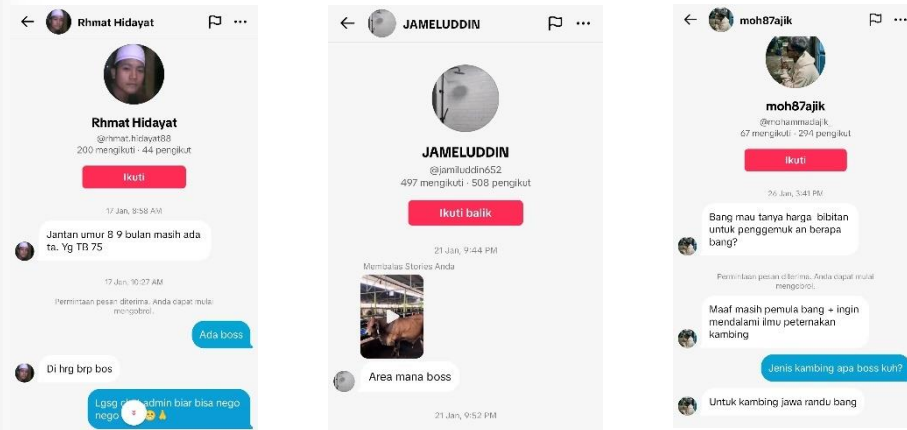 Rhmat Hidayat
Rhmat Hidayat
@rhmat.hidayat88
200 mengikuti · 44 pengikut
Ikuti
17 Jan, 8:58 AM
Jantan umur 8 9 bulan masih ada
ta. Yg TB 75
17 Jan, 10:27 AM
Permintaan pesan diterima. Anda dapat mulai
mengobrol.
Ada boss
Di hrg brp bos
Lgsg admin biar bisa nego
nego
JAMELUDDIN
JAMELUDDIN
@jamiluddin652
497 mengikuti · 508 pengikut
Ikuti balik
21 Jan, 9:44 PM
Membalas Stories Anda
Area mana boss
21 Jan, 9:52 PM
moh87ajik
moh87ajik
@mohammadajik_
67 mengikuti · 294 pengikut
Ikuti
26 Jan, 3:41 PM
Bang mau tanya harga bibitan
untuk penggemuk an berapa
bang?
Permintaan pesan diterima. Anda dapat mulai
mengobrol.
Maaf masih pemula bang + ingin
mendalami ilmu peternakan
kambing
Jenis kambing apa boss kuh?
Untuk kambing jawa randu bang